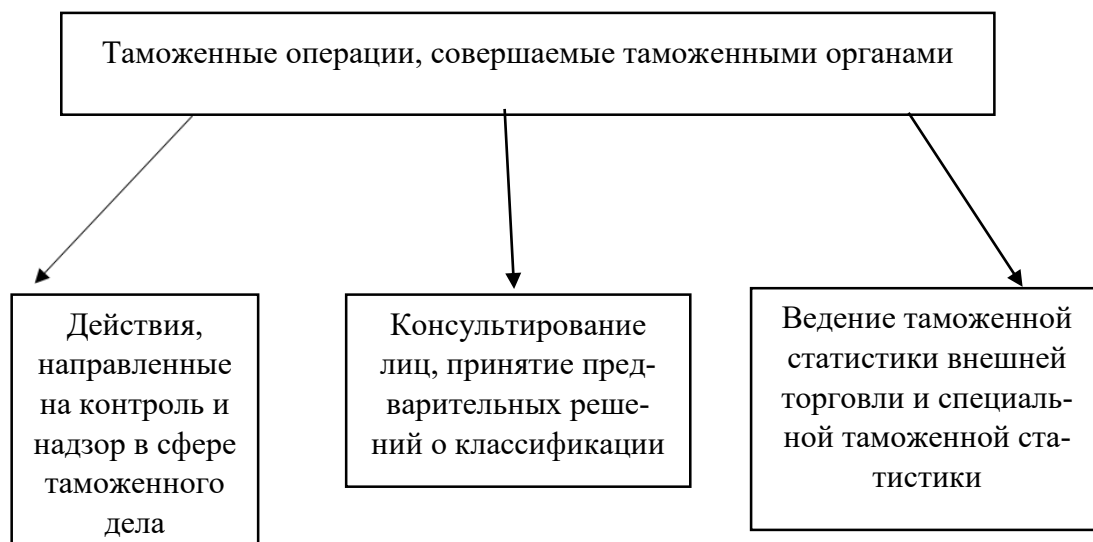 Таможенные операции, совершаемые таможенными органами
Действия,
направленные
на контроль и
надзор в сфере
таможенного
дела
Консультирование
лиц, принятие пред-
варительных реше-
ний о классификации
Ведение таможенной
статистики внешней
торговли и специаль-
ной таможенной ста-
тистики